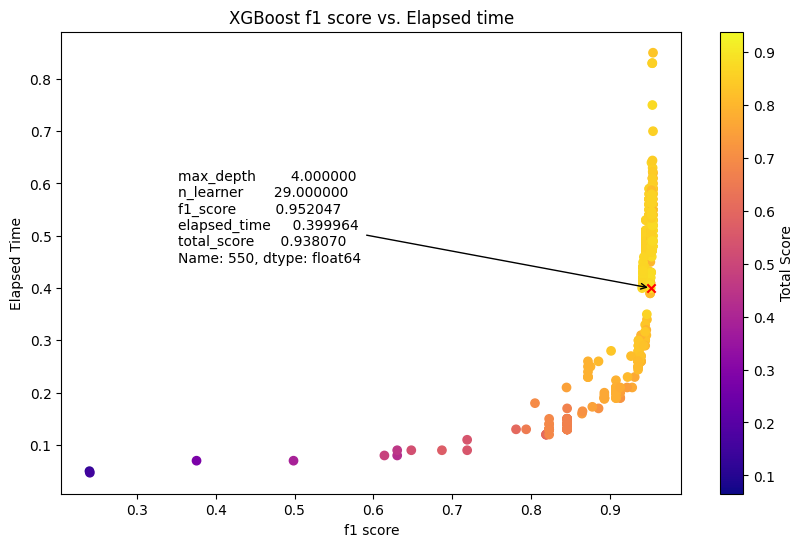 XGBoost f1 score vs. Elapsed time
Elapsed Time
0.8
0.7
0.6
0.5
0.4
0.3
0.2
0.1
max_depth 4.000000
n_learner 29.000000
f1_score 0.952047
elapsed_time 0.399964
total_score 0.938070
Name: 550, dtype: float64
0.3 0.4 0.5 0.6 0.7 0.8 0.9
f1 score
0.9
0.8
0.7
0.6
0.5
0.4
0.3
0.2
0.1
Total Score